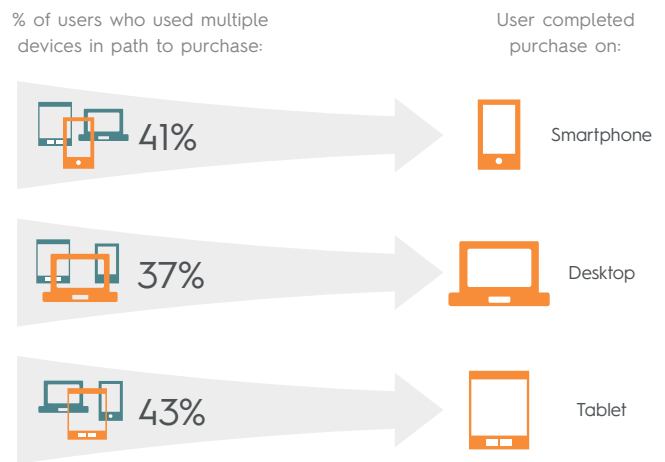 % of users who used multiple
devices in path to purchase:
User completed
purchase on:
41%
Smartphone
37%
Desktop
43%
Tablet